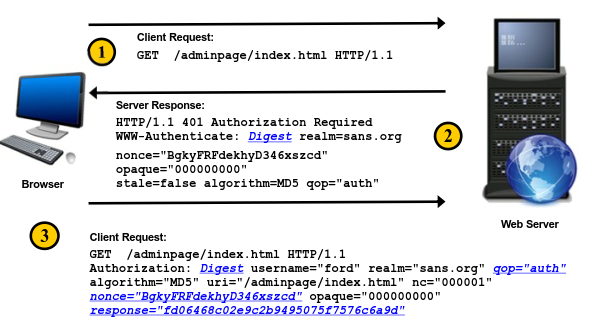 1
Client Request:
GET /adminpage/index.html HTTP/1.1
Server Response:
HTTP/1.1 401 Authorization Required
WWW-Authenticate: Digest realm=sans.org
nonce="BgkyFRFdekhyD346xszcd"
opaque="000000000"
stale=false algorithm=MD5 qop="auth"
2
Browser
Web Server
3
Client Request:
GET /adminpage/index.html HTTP/1.1
Authorization: Digest username="ford" realm="sans.org" qop="auth"
algorithm="MD5" uri="/adminpage/index.html" nc="000001"
nonce="BgkyFRFdekhyD346xszcd" opaque="000000000"
response="fd06468c02e9c2b9495075f7576c6a9d"